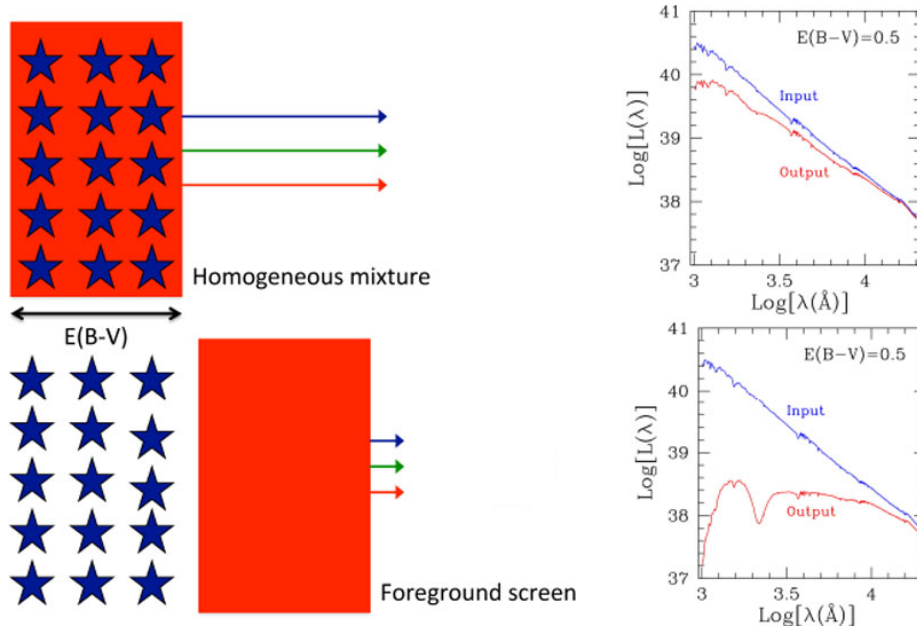 Homogeneous mixture
E(B-V)
Foreground screen
E(B-V)=0.5
Input
Output
41
40
39
38
37
Log[L(λ)]
3
3.5
4
Log[λ(Å)]
E(B-V)=0.5
Input
Output
41
40
39
38
37
Log[L(λ)]
3
3.5
4
Log[λ(Å)]